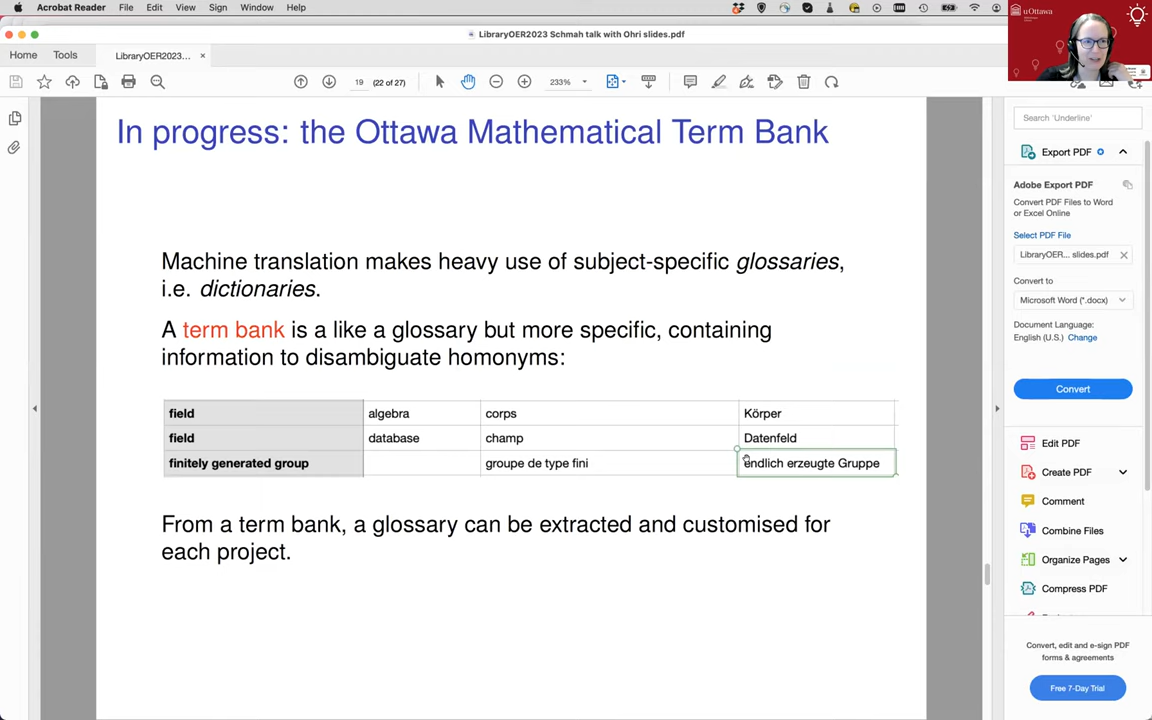 Acrobat Reader File Edit View Sign Window Help
LibraryOER2023 Schmah talk with Ohri slides.pdf
uOttawa
Home Tools LibraryOER2023... ×
19 (22 of 27) 233%
Search 'Underline'
In progress: the Ottawa Mathematical Term Bank
Machine translation makes heavy use of subject-specific glossaries,
i.e. dictionaries.
A term bank is a like a glossary but more specific, containing
information to disambiguate homonyms:
field algebra corps Körper
field database champ Datenfeld
finitely generated group groupe de type fini endlich erzeugte Gruppe
From a term bank, a glossary can be extracted and customised for
each project.
Export PDF
Adobe Export PDF
Convert PDF Files to Word
or Excel Online
Select PDF File
LibraryOER... slides.pdf
Convert to
Microsoft Word (*.docx)
Document Language:
English (U.S.) Change
Convert
Edit PDF
Create PDF
Comment
Combine Files
Organize Pages
Compress PDF
Convert, edit and e-sign PDF
forms & agreements
Free 7-Day Trial